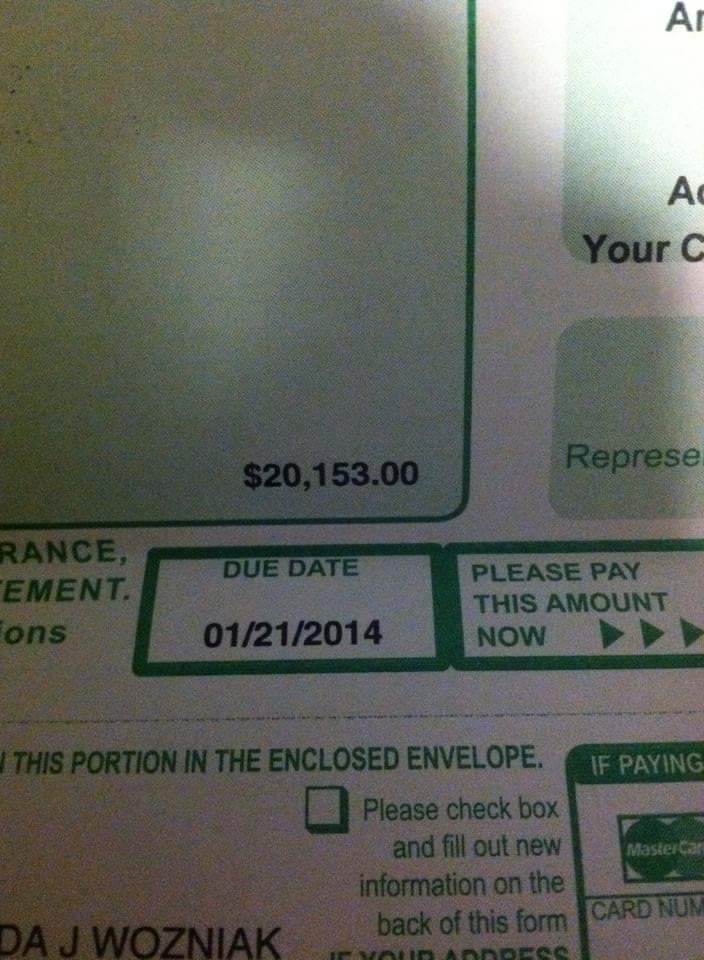 Ar
Ac
Your C
$20,153.00
Represe
RANCE,
EMENT.
ions
DUE DATE
01/21/2014
PLEASE PAY
THIS AMOUNT
NOW
THIS PORTION IN THE ENCLOSED ENVELOPE.
Please check box
and fill out new
information on the
back of this form
IF YOUR ADDRESS
IF PAYING
MasterCar
CARD NUM
DA J WOZNIAK